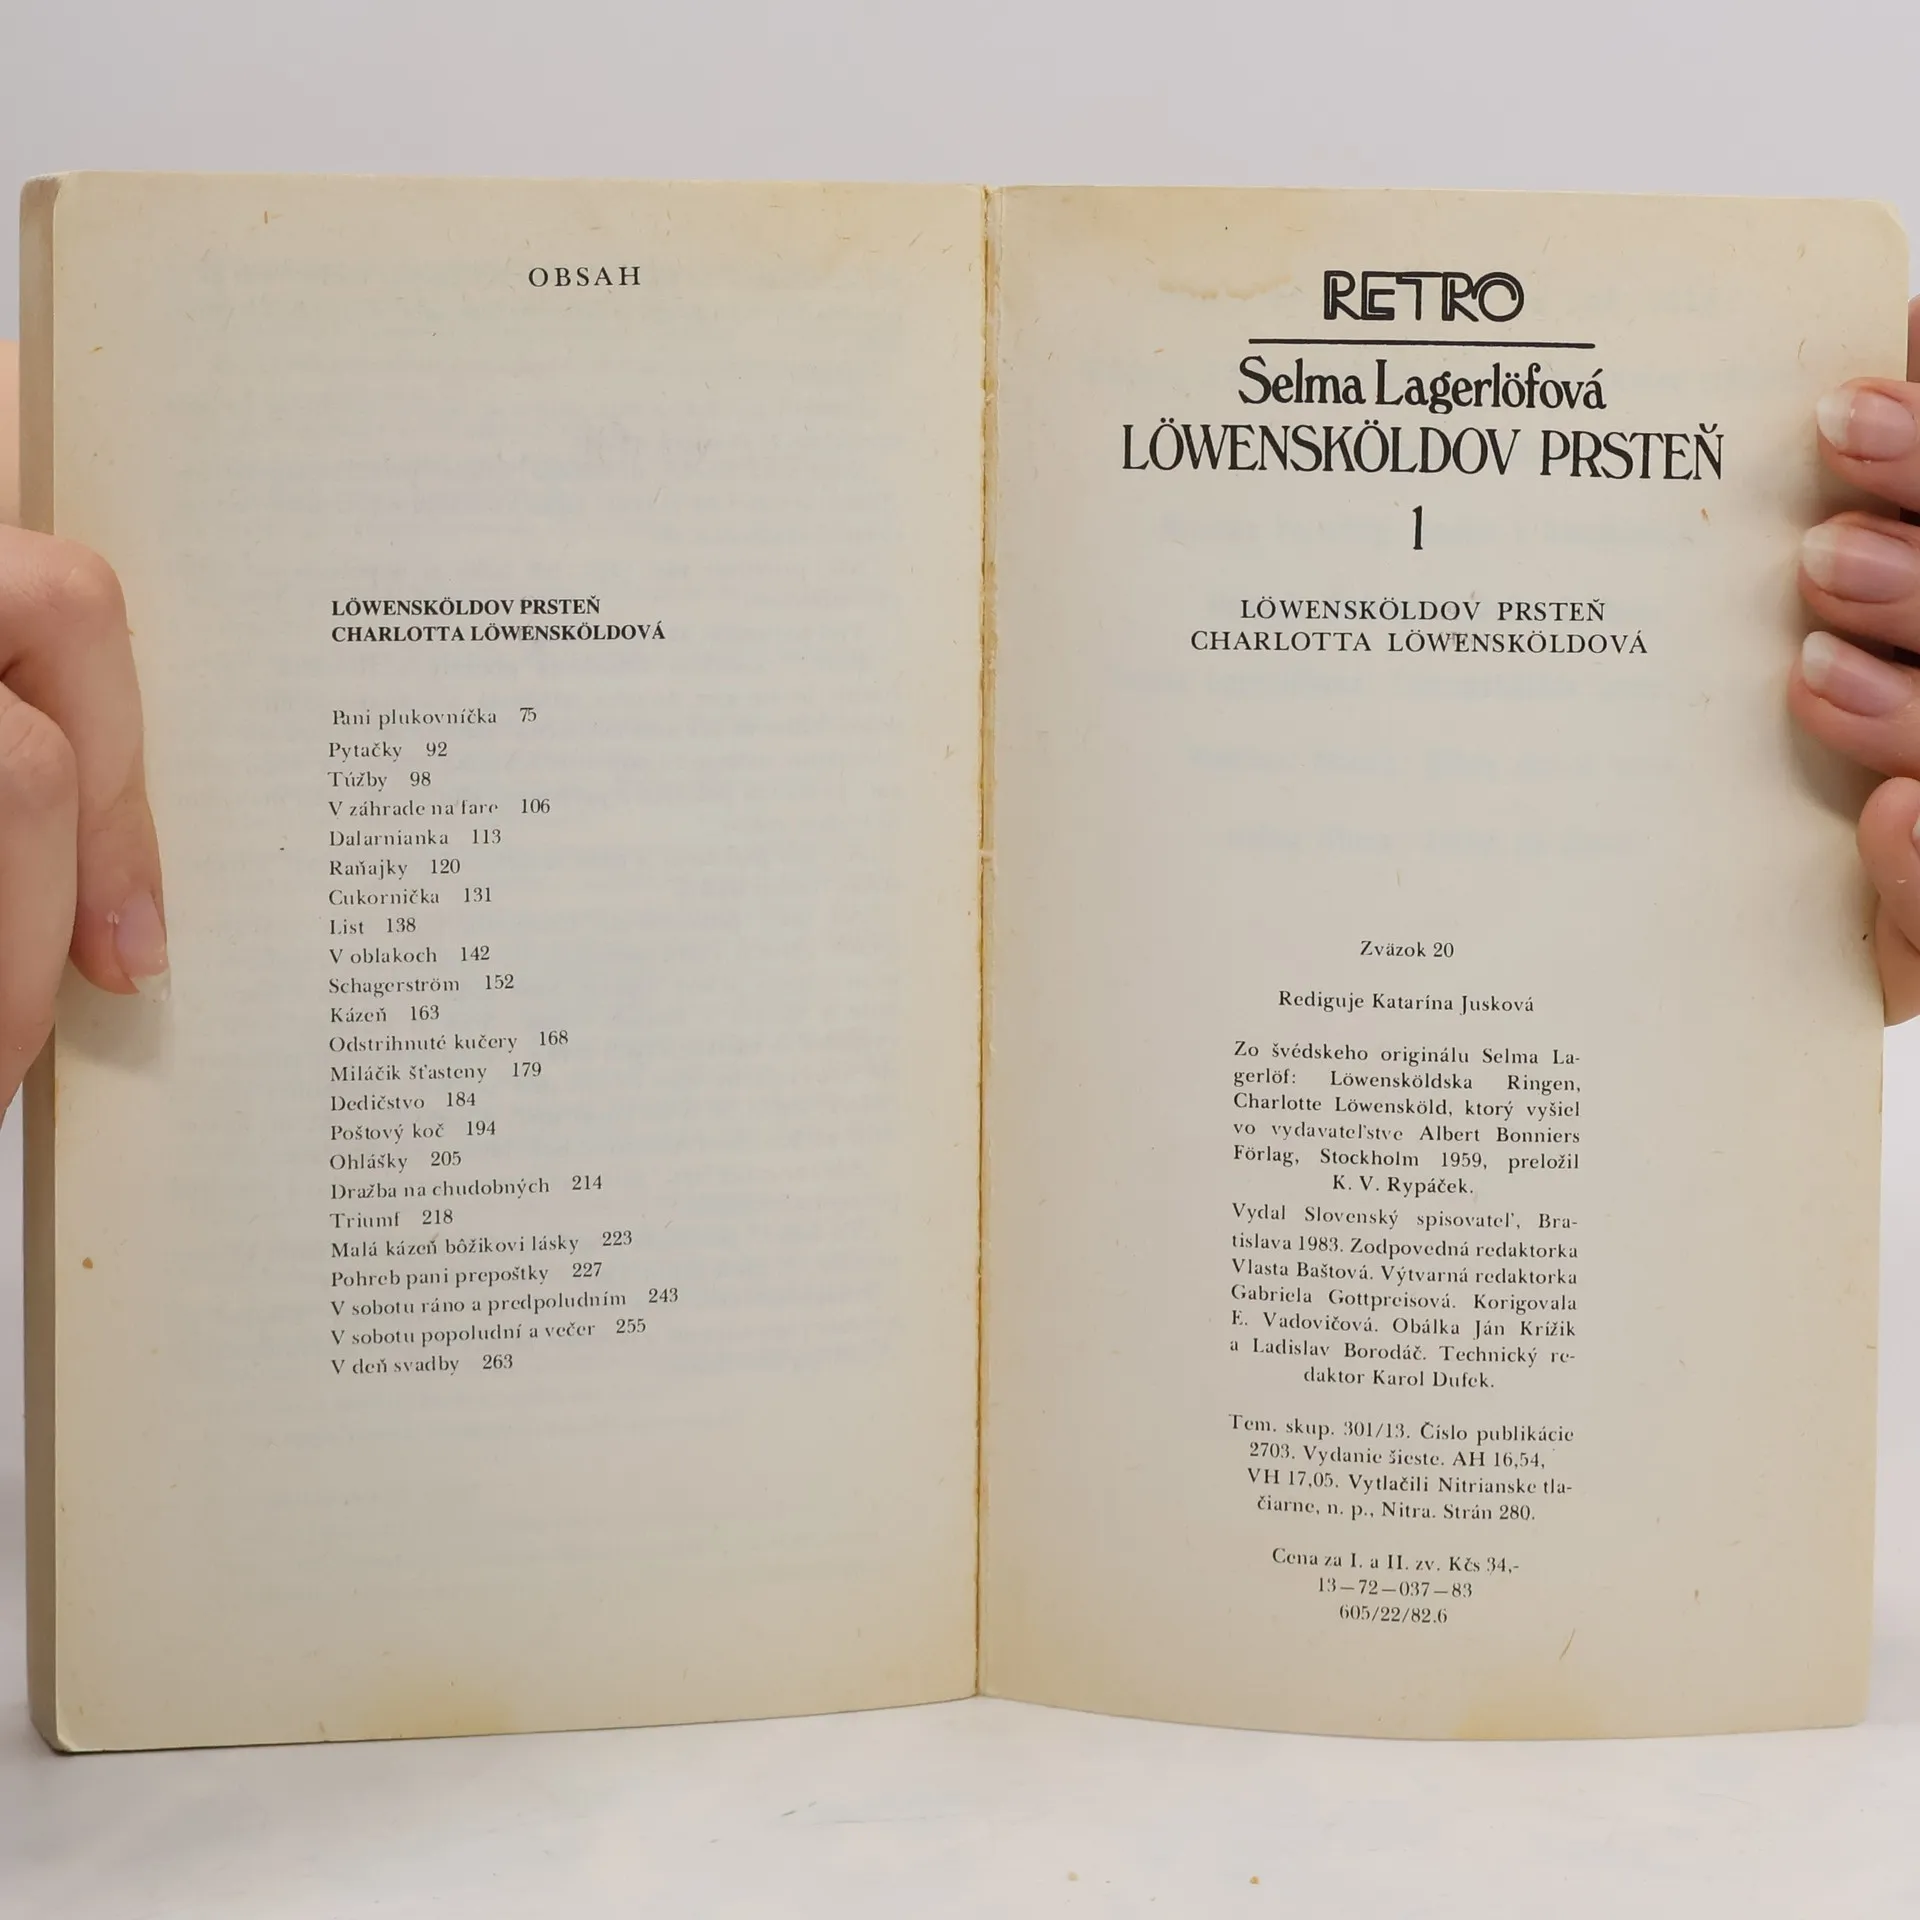 OBSAH
LÖWENSKÖLDOV PRSTEŇ
CHARLOTTA LÖWENSKÖLDOVÁ
Pani plukovníčka 75
Pytačky 92
Túžby 98
V záhrade na fare 106
Dalarnianka 113
Raňajky 120
Cukornička 131
List 138
V oblakoch 142
Schagerström 152
Kázeň 163
Odstrihnuté kučery 168
Miláčik šťasteny 179
Dedičstvo 184
Poštový koč 194
Ohlášky 205
Dražba na chudobných 214
Triumf 218
Malá kázeň bôžikovi lásky 223
Pohreb pani prepoštky 227
V sobotu ráno a predpoludním 243
V sobotu popoludní a večer 255
V deň svadby 263
RETRO
Selma Lagerlöfová
LÖWENSKÖLDOV PRSTEŇ
1
LÖWENSKÖLDOV PRSTEŇ
CHARLOTTA LÖWENSKÖLDOVÁ
Zväzok 20
Rediguje Katarína Jusková
Zo švédskeho originálu Selma La-
gerlöf: Löwensköldska Ringen,
Charlotte Löwensköld, ktorý vyšiel
vo vydavateľstve Albert Bonniers
Förlag, Stockholm 1959, preložil
K. V. Rypáček.
Vydal Slovenský spisovateľ, Bra-
tislava 1983. Zodpovedná redaktorka
Vlasta Baštová. Výtvarná redaktorka
Gabriela Gottpreisová. Korigovala
E. Vadovičová. Obálka Ján Krížik
a Ladislav Borodáč. Technický re-
daktor Karol Dufek.
Tem. skup. 301/13. Číslo publikácie
2703. Vydanie šieste. AH 16,54,
VH 17,05. Vytlačili Nitrianske tla-
čiarne, n. p., Nitra. Strán 280.
Cena za I. a II. zv. Kčs 34,-
13—72—037—83
605/22/82.6